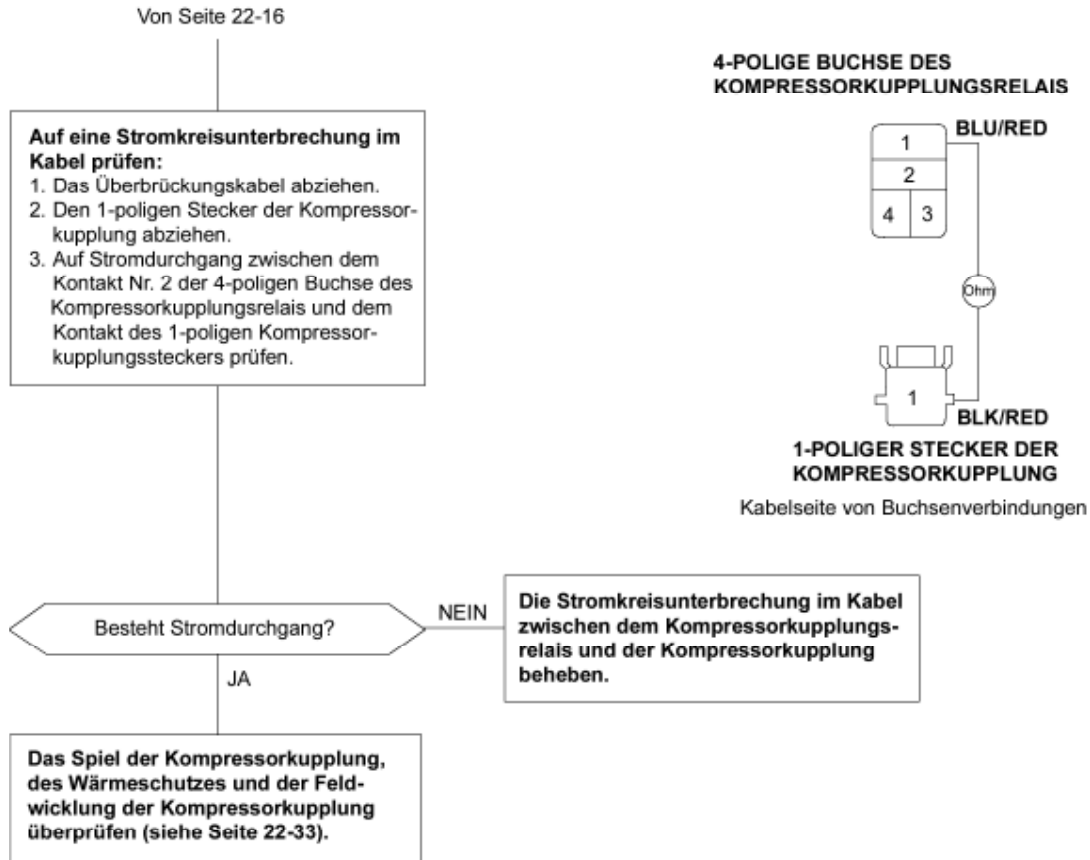 Von Seite 22-16
Auf eine Stromkreisunterbrechung im
Kabel prüfen:
1. Das Überbrückungskabel abziehen.
2. Den 1-poligen Stecker der Kompressor-
kupplung abziehen.
3. Auf Stromdurchgang zwischen dem
Kontakt Nr. 2 der 4-poligen Buchse des
Kompressorkupplungsrelais und dem
Kontakt des 1-poligen Kompressor-
kupplungssteckers prüfen.
4-POLIGE BUCHSE DES
KOMPRESSORKUPPLUNGSRELAIS
BLU/RED
1
2
4 3
Ohm
1
BLK/RED
1-POLIGER STECKER DER
KOMPRESSORKUPPLUNG
Kabelseite von Buchsenverbindungen
Besteht Stromdurchgang?
NEIN
Die Stromkreisunterbrechung im Kabel
zwischen dem Kompressorkupplungs-
relais und der Kompressorkupplung
beheben.
JA
Das Spiel der Kompressorkupplung,
des Wärmeschutzes und der Feld-
wicklung der Kompressorkupplung
überprüfen (siehe Seite 22-33).